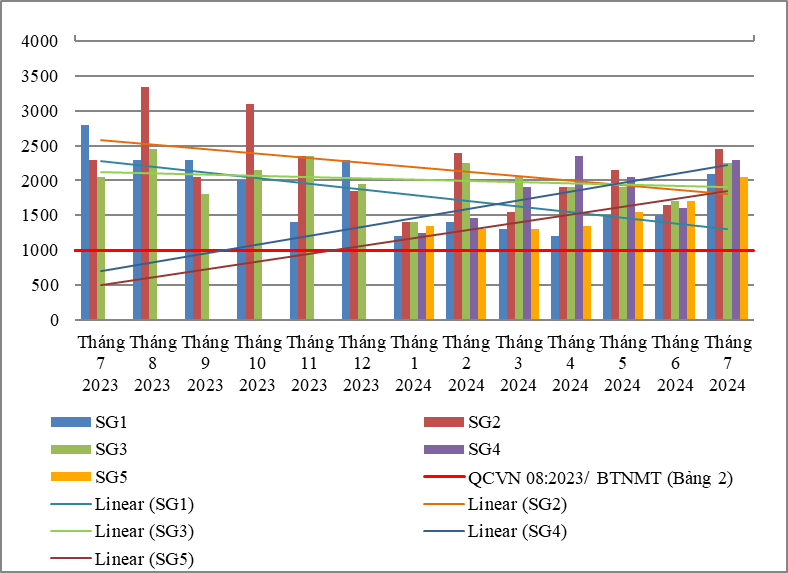 4000
3500
3000
2500
2000
1500
1000
500
0
Tháng Tháng Tháng Tháng Tháng Tháng Tháng Tháng Tháng Tháng Tháng Tháng Tháng
7 8 9 10 11 12 1 2 3 4 5 6 7
2023 2023 2023 2023 2023 2023 2024 2024 2024 2024 2024 2024 2024
SG1 SG2
SG3 SG4
SG5 QCVN 08:2023/ BTNMT (Bảng 2)
Linear (SG1) Linear (SG2)
Linear (SG3) Linear (SG4)
Linear (SG5)